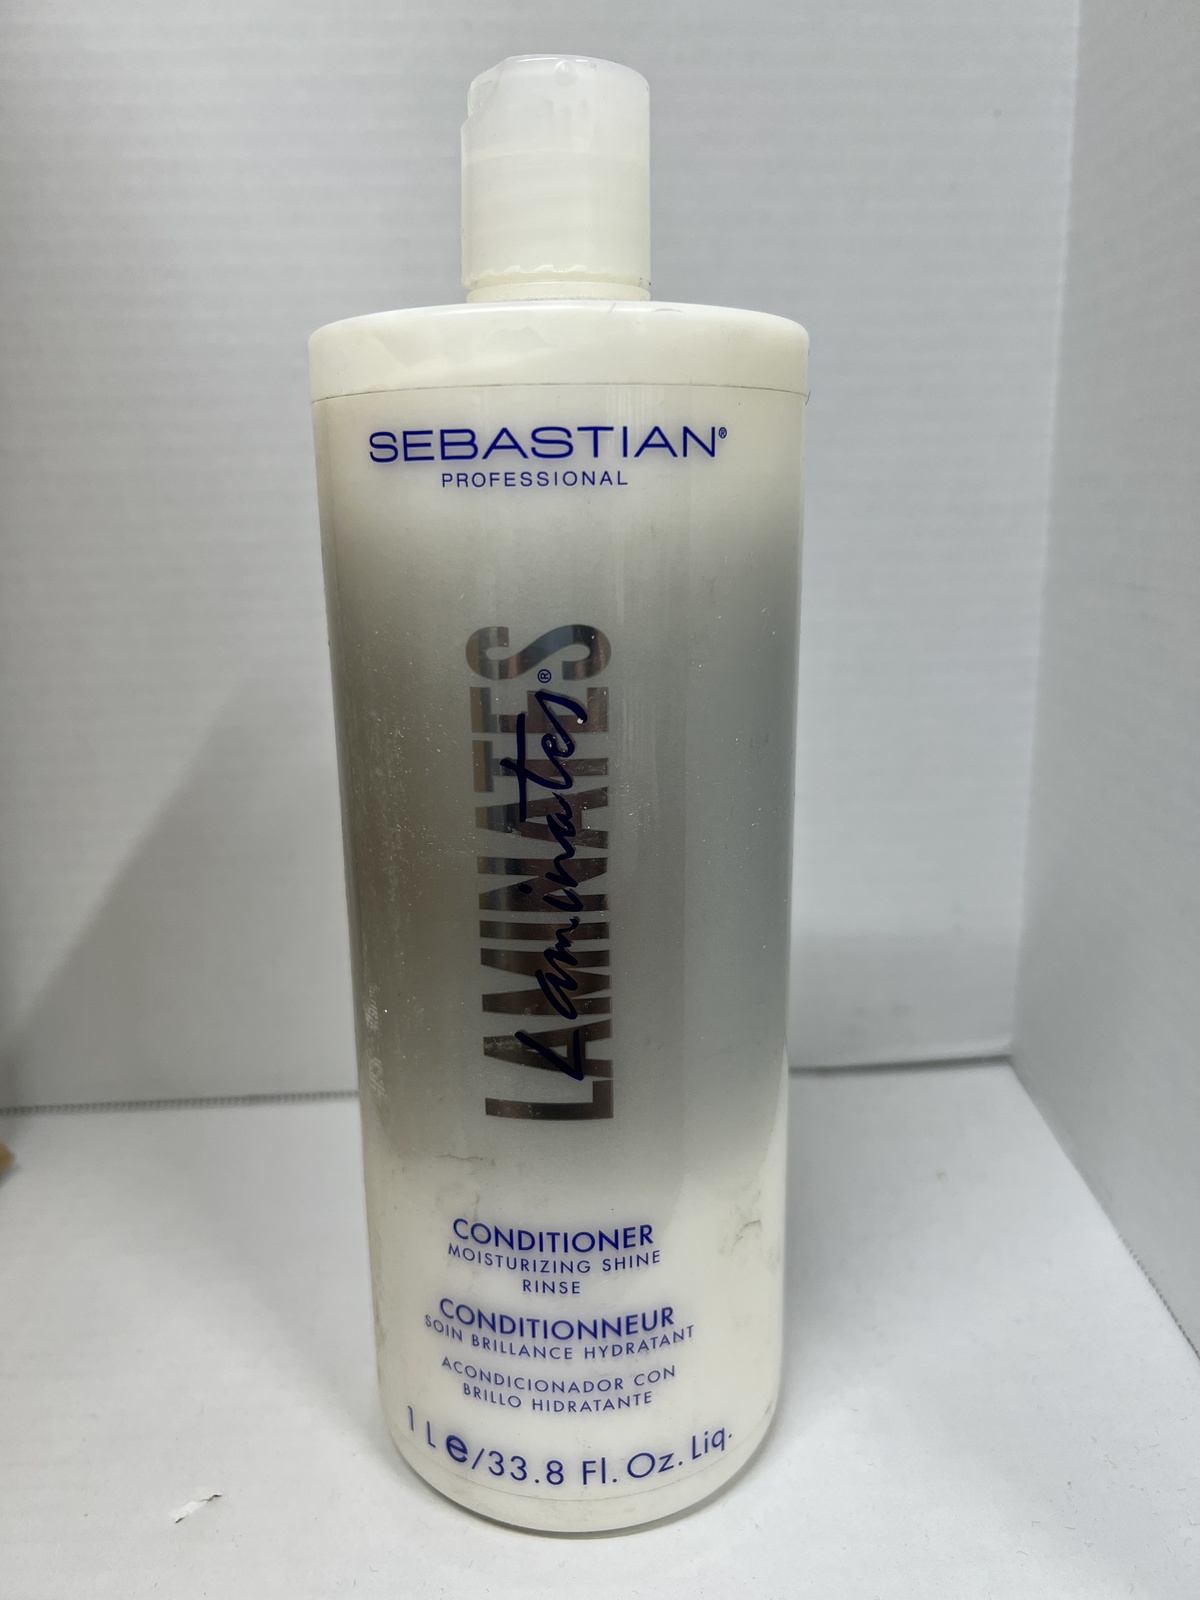 SEBASTIAN®
PROFESSIONAL
LAMINATES
Laminates®
CONDITIONER
MOISTURIZING SHINE
RINSE
CONDITIONNEUR
SOIN BRILLANCE HYDRATANT
ACONDICIONADOR CON
BRILLO HIDRATANTE
1 L e/33.8 Fl. Oz. Liq.